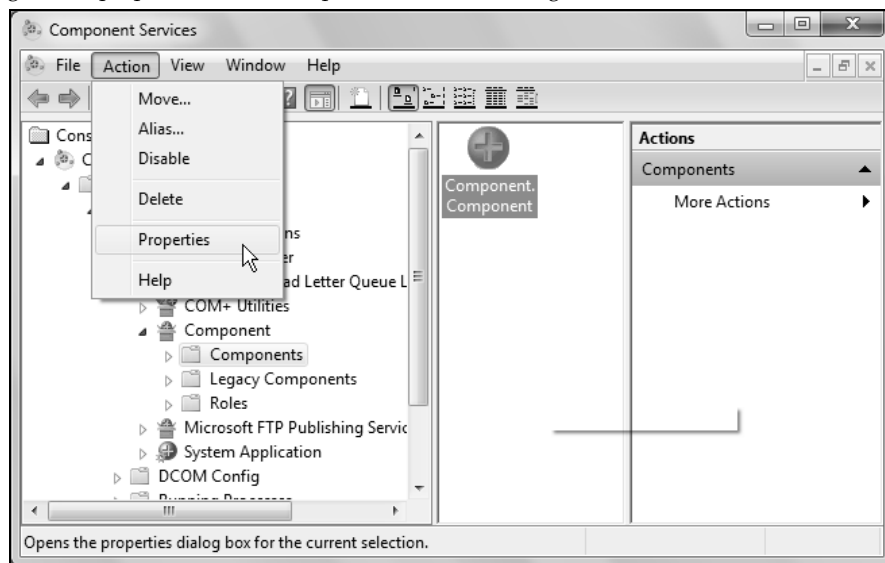 Component Services
File Action View Window Help
Move...
Alias...
Disable
Delete
Properties
Help
Cons
C
ns
er
ad Letter Queue L
COM+ Utilities
Component
Components
Legacy Components
Roles
Microsoft FTP Publishing Servic
System Application
DCOM Config
Component.
Component
Actions
Components
More Actions
Opens the properties dialog box for the current selection.